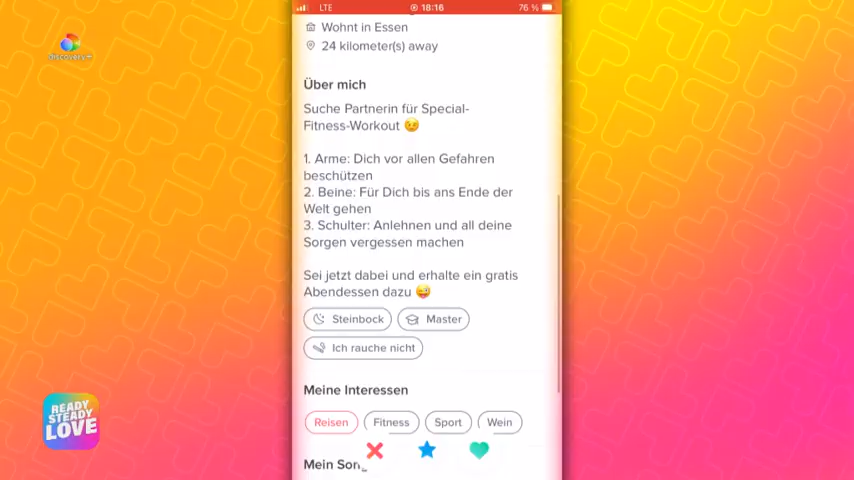 LTE
18:16
76 %
discovery+
Wohnt in Essen
24 kilometer(s) away
Über mich
Suche Partnerin für Special-
Fitness-Workout 😉
1. Arme: Dich vor allen Gefahren
beschützen
2. Beine: Für Dich bis ans Ende der
Welt gehen
3. Schulter: Anlehnen und all deine
Sorgen vergessen machen
Sei jetzt dabei und erhalte ein gratis
Abendessen dazu 😜
Steinbock
Master
Ich rauche nicht
Meine Interessen
Reisen
Fitness
Sport
Wein
READY
STEADY
LOVE
Mein Song